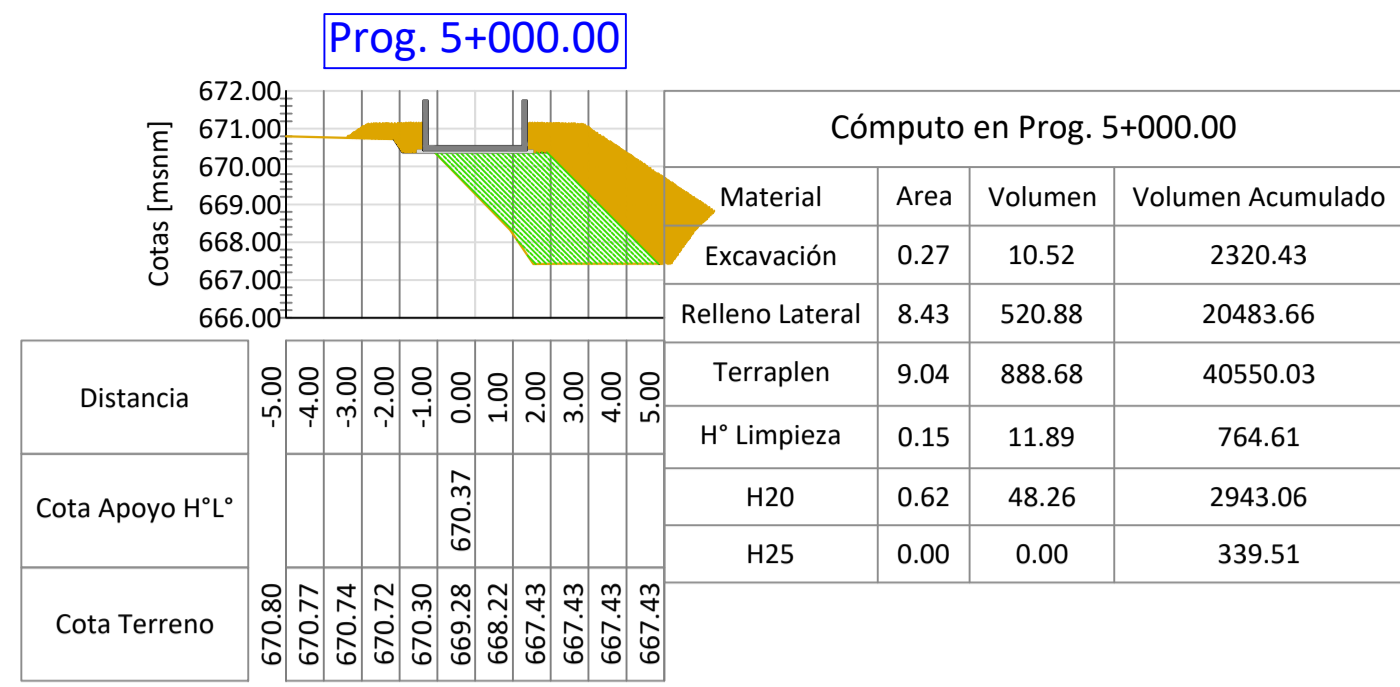 Prog. 5+000.00
672.00
671.00
670.00
669.00
668.00
667.00
666.00
Cotas [msnm]
Cómputo en Prog. 5+000.00
Material Area Volumen Volumen Acumulado
Excavación 0.27 10.52 2320.43
Relleno Lateral 8.43 520.88 20483.66
Terraplen 9.04 888.68 40550.03
H° Limpieza 0.15 11.89 764.61
H20 0.62 48.26 2943.06
H25 0.00 0.00 339.51
Distancia -5.00 -4.00 -3.00 -2.00 -1.00 0.00 1.00 2.00 3.00 4.00 5.00
Cota Apoyo H°L° 670.37
Cota Terreno 670.80 670.77 670.74 670.72 670.30 669.28 668.22 667.43 667.43 667.43 667.43